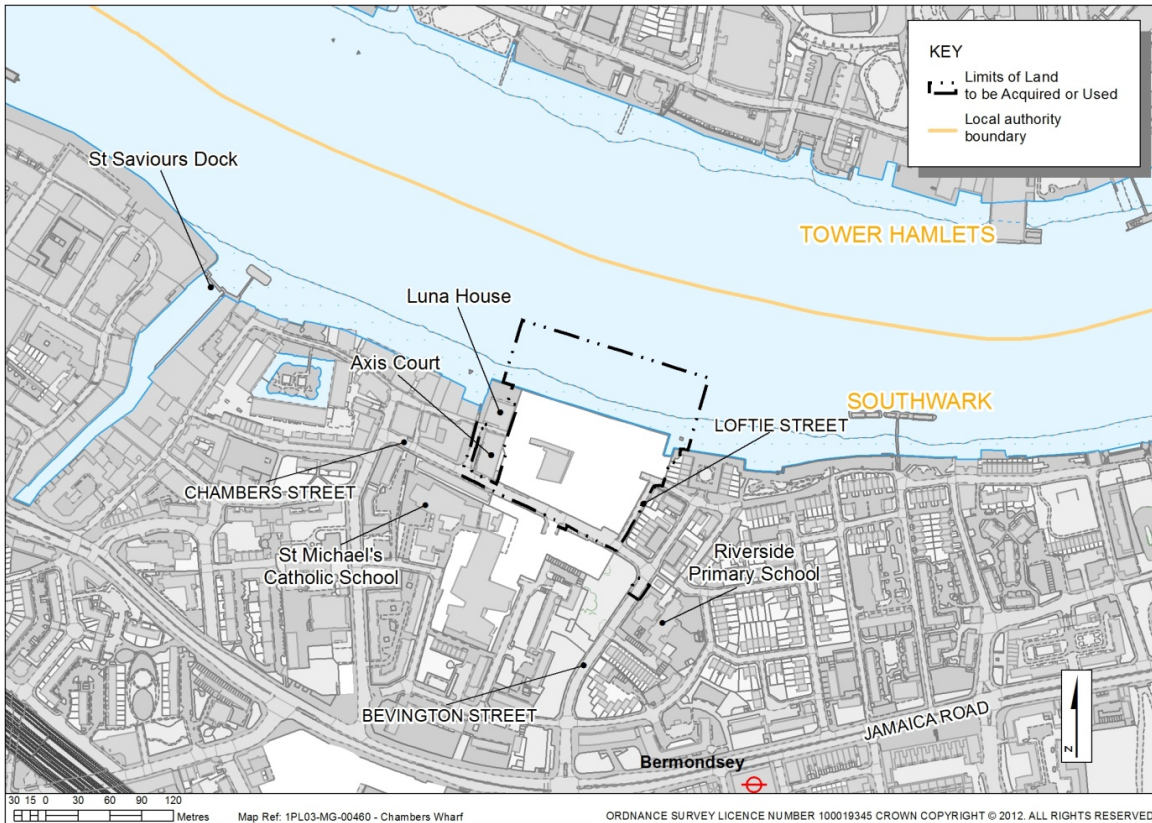 KEY
Limits of Land
to be Acquired or Used
Local authority
boundary
St Saviours Dock
TOWER HAMLETS
Luna House
Axis Court
SOUTHWARK
LOFTIE STREET
CHAMBERS STREET
St Michael's
Catholic School
Riverside
Primary School
BEVINGTON STREET
JAMAICA ROAD
N
Bermondsey
30 15 0 30 60 90 120
Metres
Map Ref: 1PL03-MG-00460 - Chambers Wharf
ORDNANCE SURVEY LICENCE NUMBER 100019345 CROWN COPYRIGHT © 2012. ALL RIGHTS RESERVED